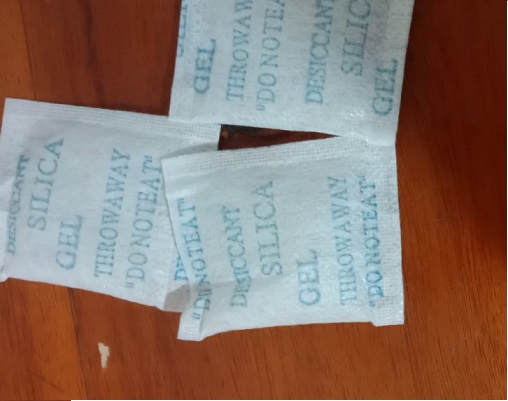 GEL
THROWAWAY
"DO NOT EAT"
DESICCANT
SILICA
GEL
DESICCANT
SILICA
GEL
THROWAWAY
"DO NOT EAT"
"DO NOT EAT"
DESICCANT
SILICA
GEL
THROWAWAY
"DO NOT EAT"